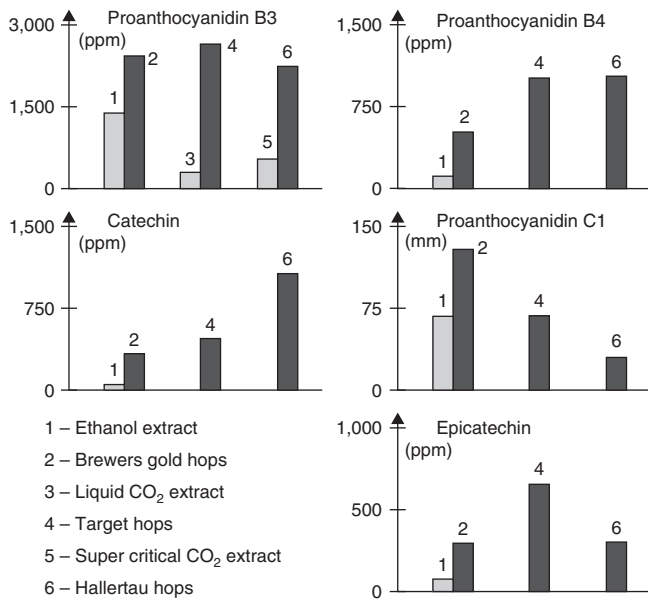 Proanthocyanidin B3
(ppm)
3,000
1,500
0
1
2
3
4
5
6
Proanthocyanidin B4
(ppm)
1,500
750
0
1
2
4
6
Catechin
(ppm)
1,500
750
0
1
2
4
6
Proanthocyanidin C1
(mm)
150
75
0
1
2
4
6
1 – Ethanol extract
2 – Brewers gold hops
3 – Liquid CO₂ extract
4 – Target hops
5 – Super critical CO₂ extract
6 – Hallertau hops
Epicatechin
(ppm)
1,000
500
0
1
2
4
6